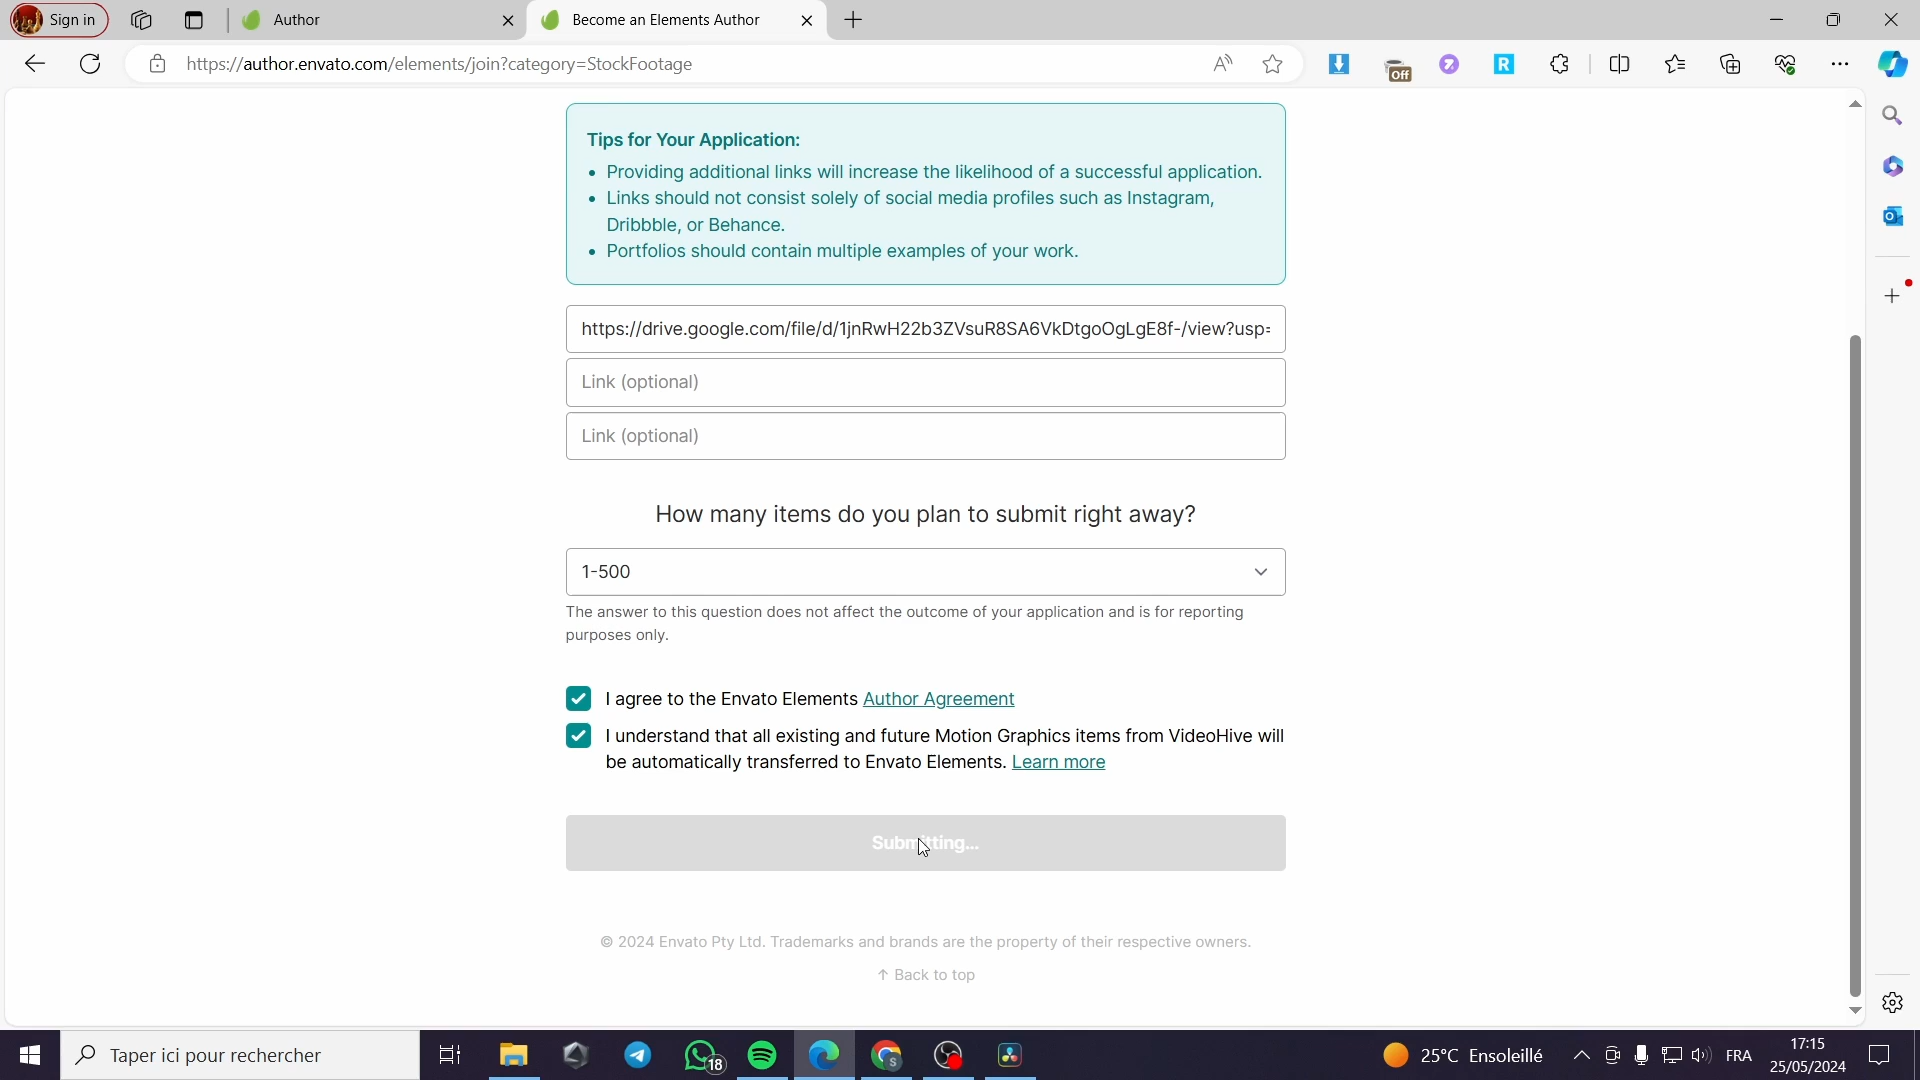 Sign in
Author
Become an Elements Author
https://author.envato.com/elements/join?category=StockFootage
Off
Tips for Your Application:
Providing additional links will increase the likelihood of a successful application.
Links should not consist solely of social media profiles such as Instagram,
Dribbble, or Behance.
Portfolios should contain multiple examples of your work.
https://drive.google.com/file/d/1jnRwH22b3ZVsuR8SA6VkDtgoOgLgE8f-/view?usp=
Link (optional)
Link (optional)
How many items do you plan to submit right away?
1-500
The answer to this question does not affect the outcome of your application and is for reporting
purposes only.
I agree to the Envato Elements Author Agreement
I understand that all existing and future Motion Graphics items from VideoHive will
be automatically transferred to Envato Elements. Learn more
Submitting...
© 2024 Envato Pty Ltd. Trademarks and brands are the property of their respective owners.
↑ Back to top
Taper ici pour rechercher
18
25°C Ensoleillé
FRA
17:15
25/05/2024